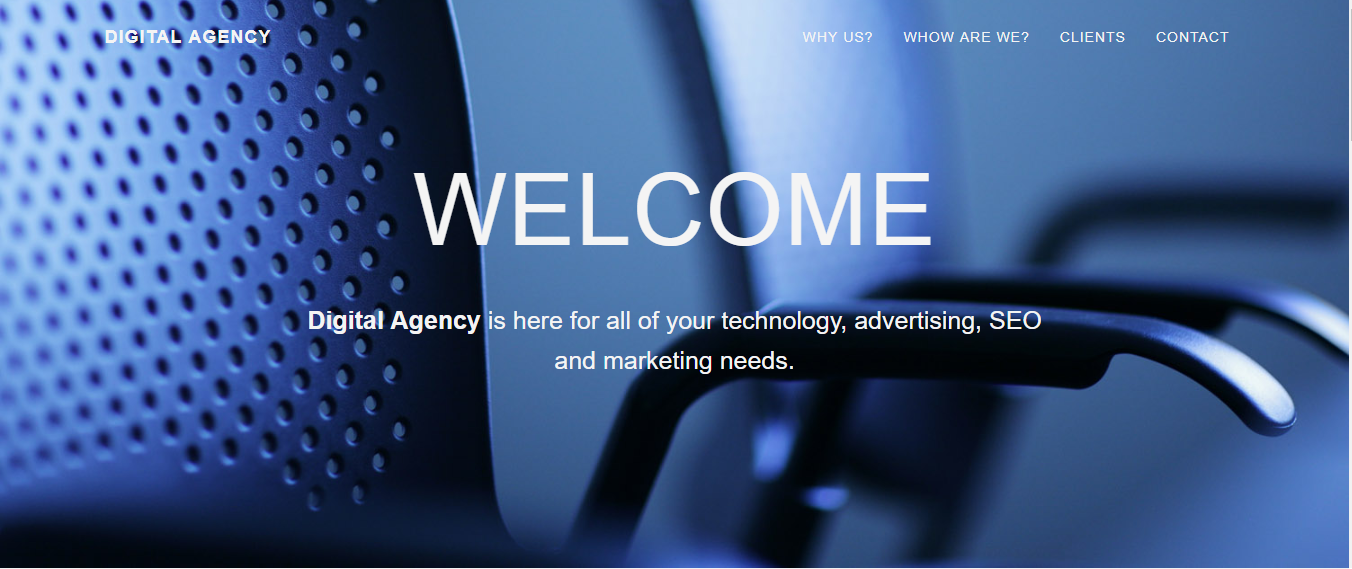 DIGITAL AGENCY
WHY US? WHOW ARE WE? CLIENTS CONTACT
WELCOME
Digital Agency is here for all of your technology, advertising, SEO
and marketing needs.